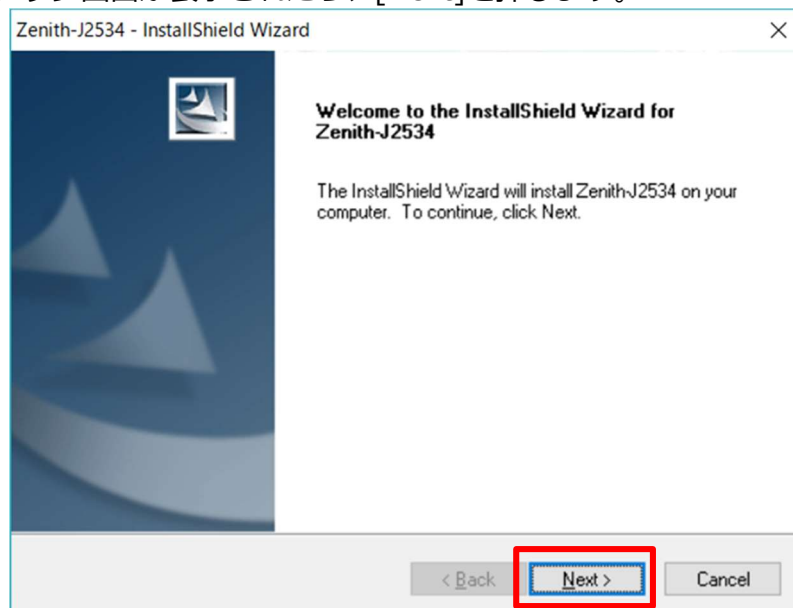 Zenith-J2534 - InstallShield Wizard
Welcome to the InstallShield Wizard for
Zenith-J2534
The InstallShield Wizard will install Zenith-J2534 on your
computer. To continue, click Next.
< Back
Next >
Cancel